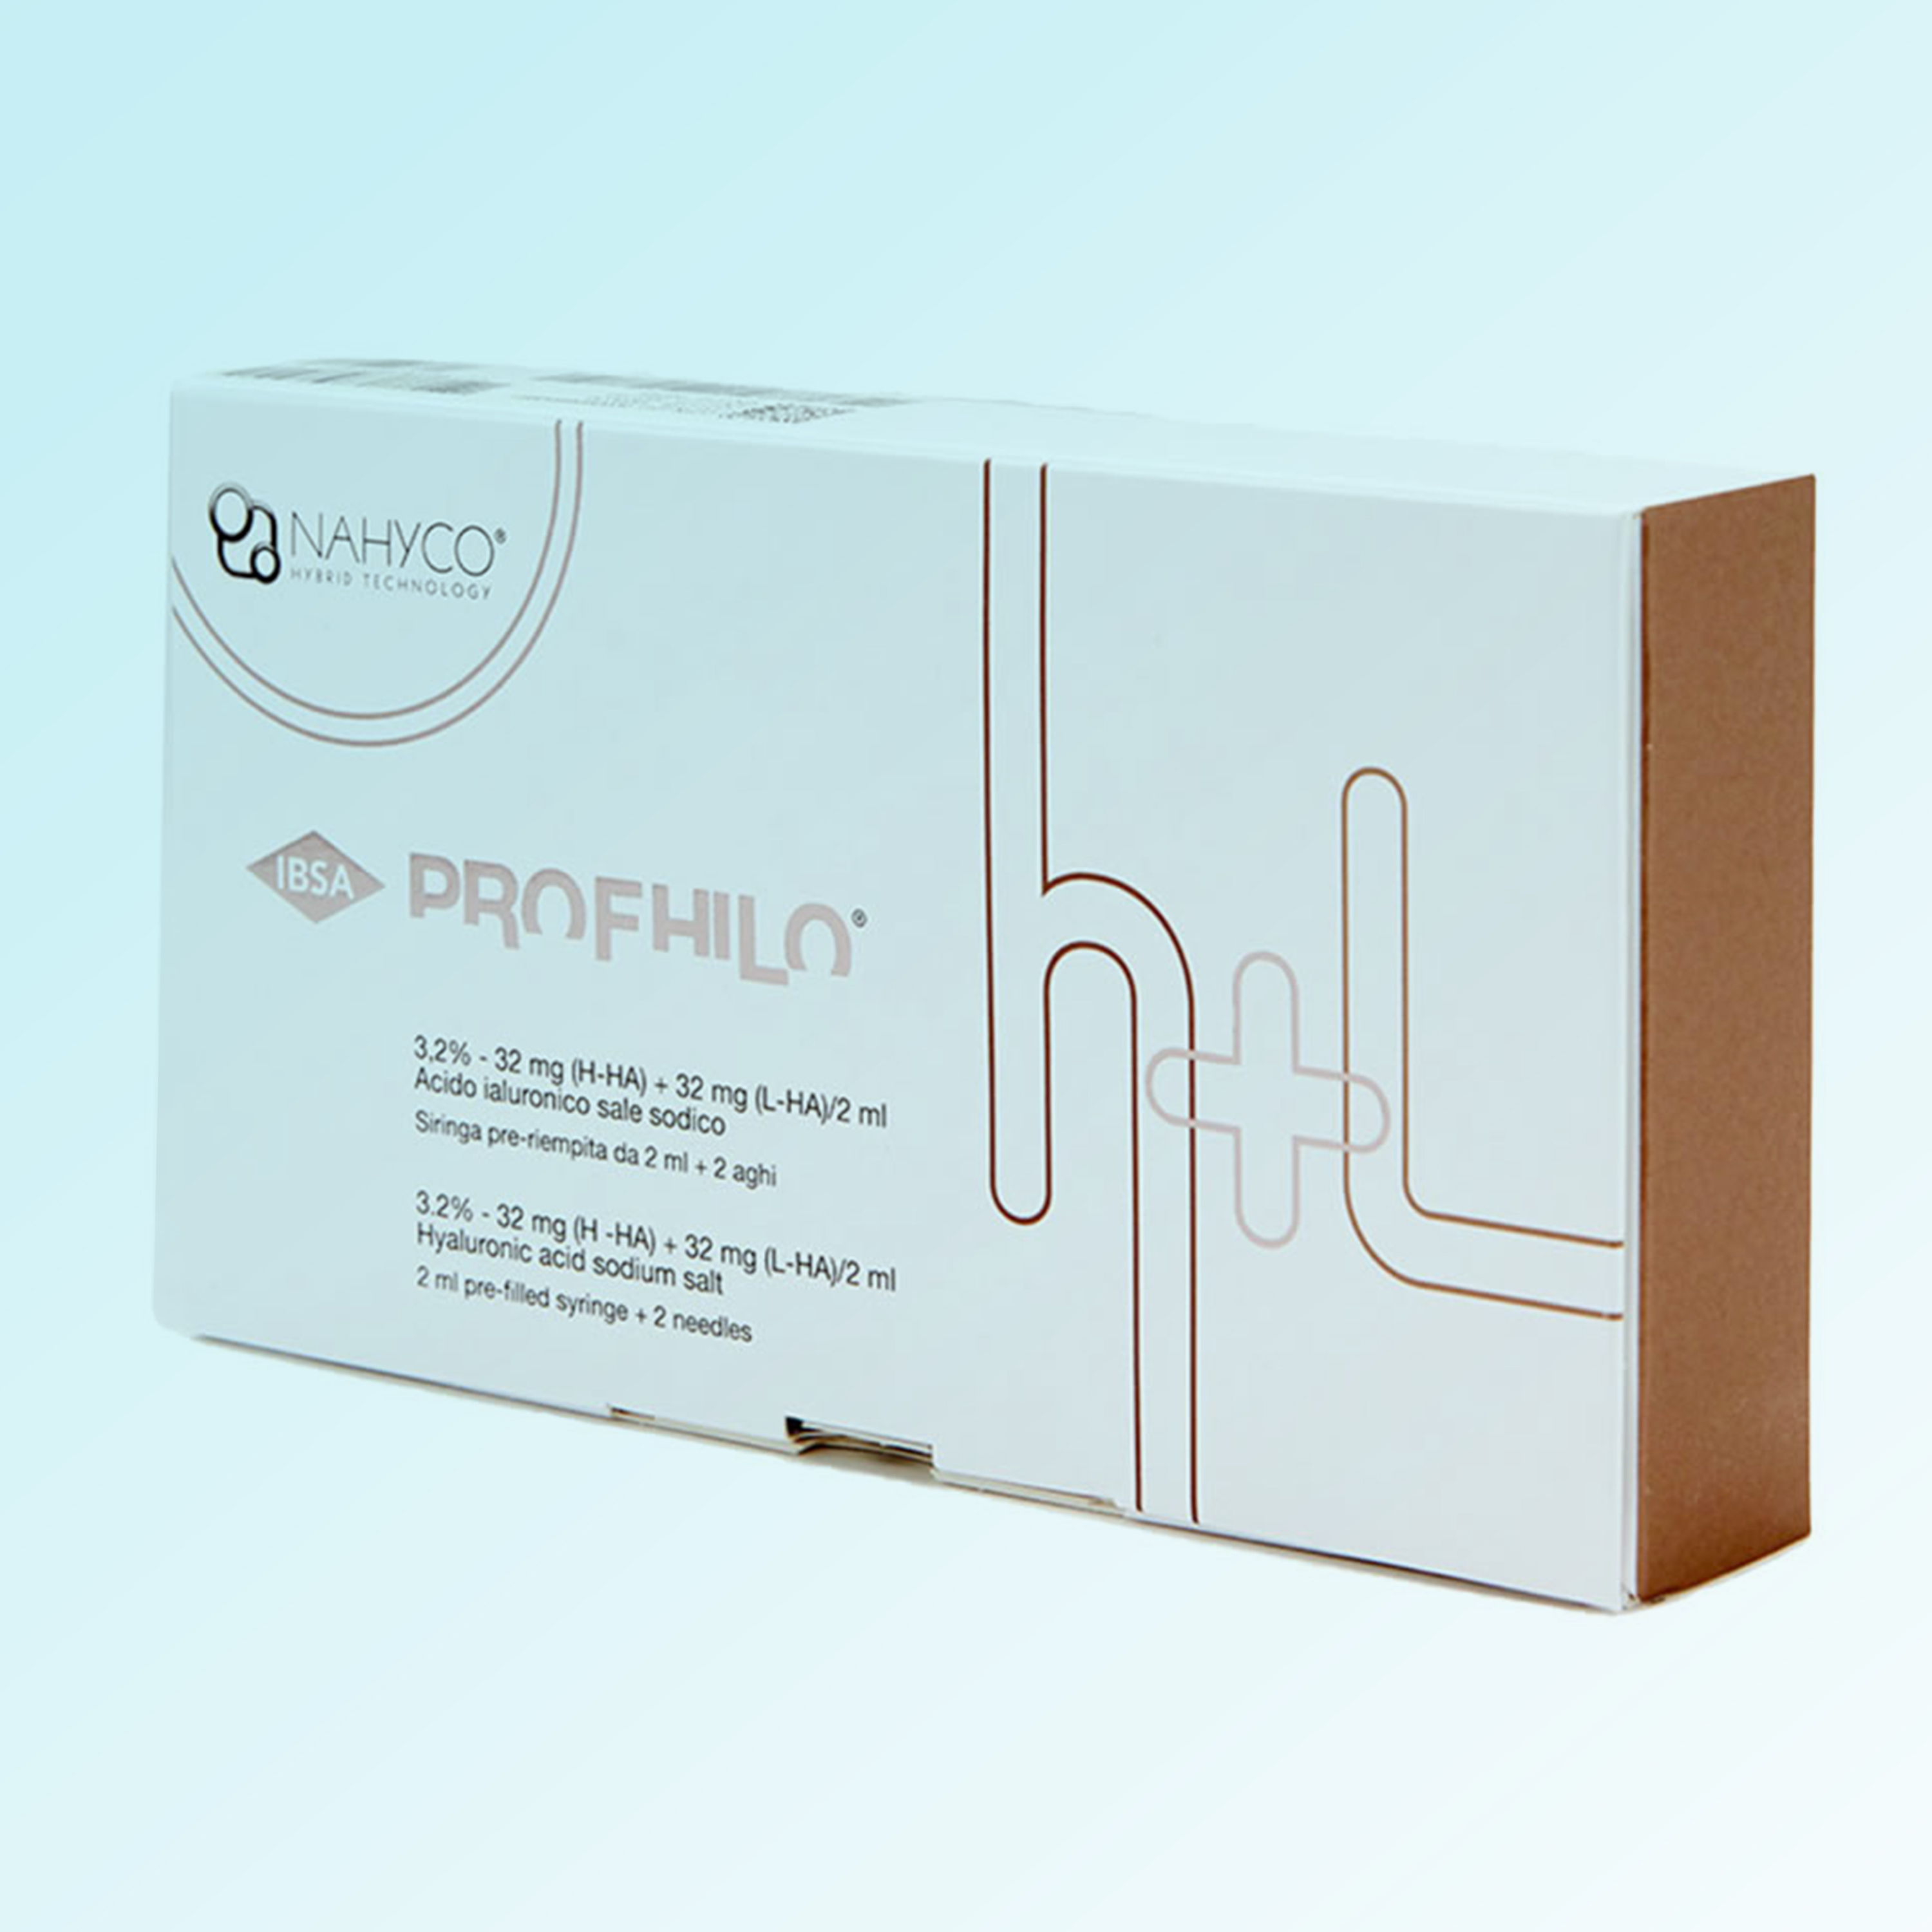 NAHYCO®
HYBRID TECHNOLOGY
IBSA PROFHILO®
3,2% - 32 mg (H-HA) + 32 mg (L-HA)/2 ml
Acido ialuronico sale sodico
Siringa pre-riempita da 2 ml + 2 aghi
3.2% - 32 mg (H -HA) + 32 mg (L-HA)/2 ml
Hyaluronic acid sodium salt
2 ml pre-filled syringe + 2 needles
h+L